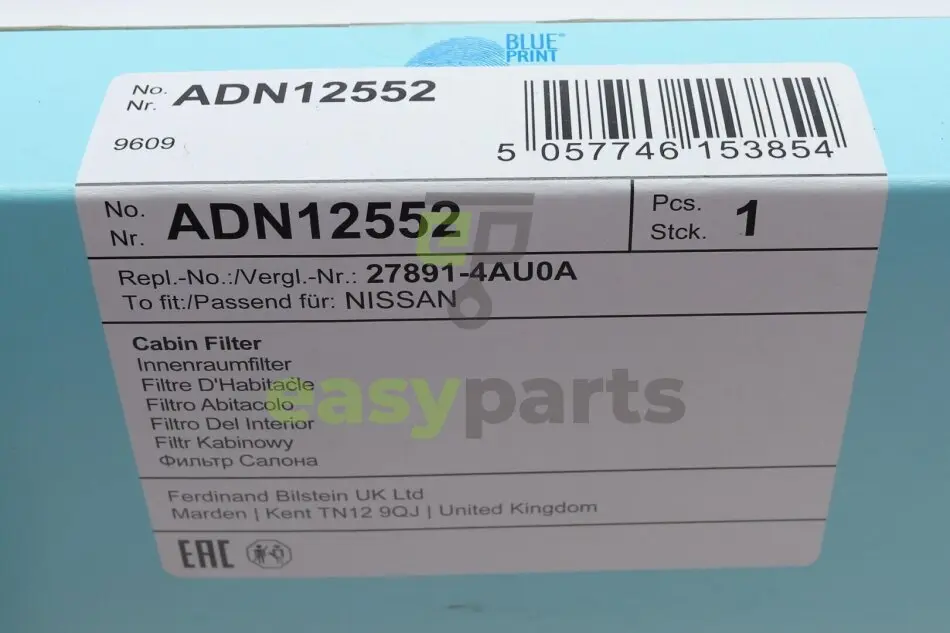 BLUE PRINT®
No. Nr. ADN12552
9609
5 057746 153854
No. Nr. ADN12552
Pcs. Stck. 1
Repl.-No.:/Vergl.-Nr.: 27891-4AU0A
To fit:/Passend für: NISSAN
Cabin Filter
Innenraumfilter
Filtre D'Habitacle
Filtro Abitacolo
Filtro Del Interior
Filtr Kabinowy
Фильтр Салона
easyparts
Ferdinand Bilstein UK Ltd
Marden | Kent TN12 9QJ | United Kingdom
EAC